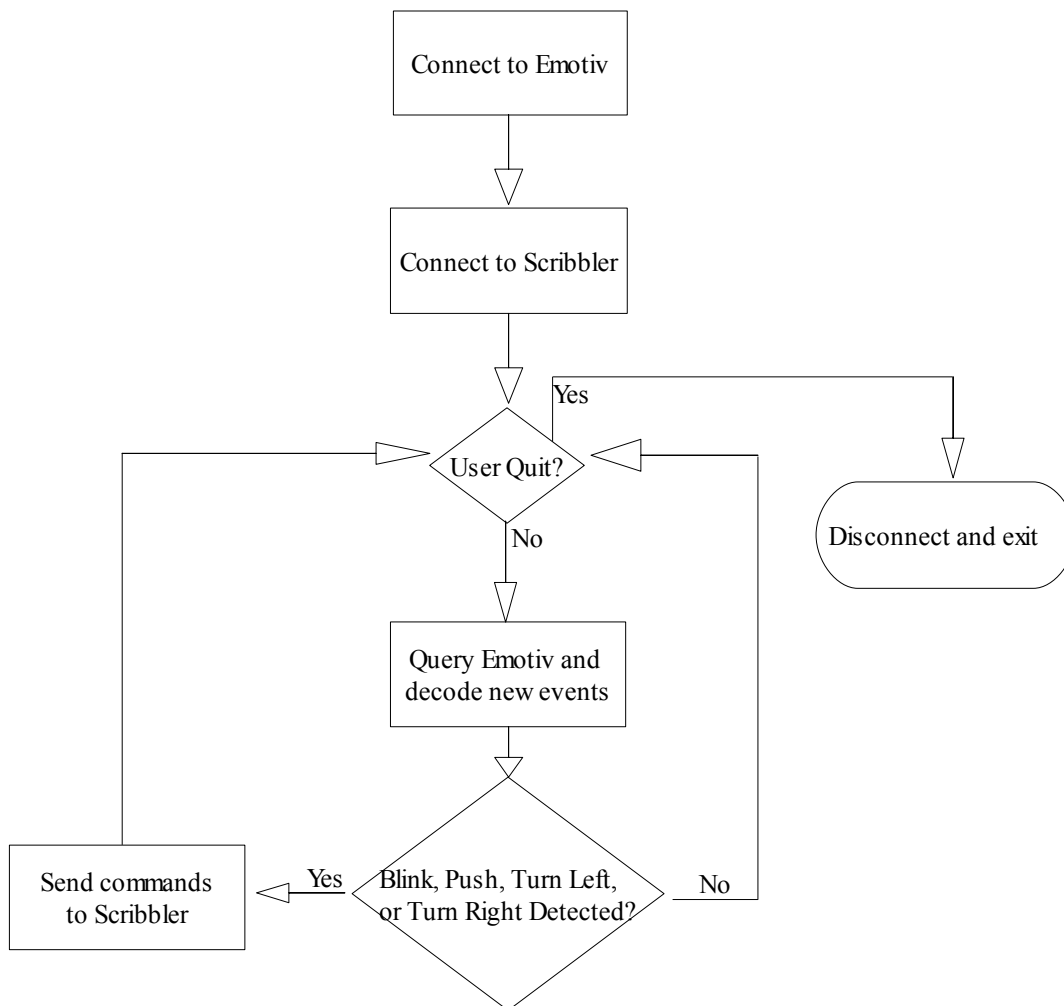 Connect to Emotiv
Connect to Scribbler
Yes
User Quit?
Disconnect and exit
No
Query Emotiv and
decode new events
Blink, Push, Turn Left,
or Turn Right Detected?
Yes
No
Send commands
to Scribbler